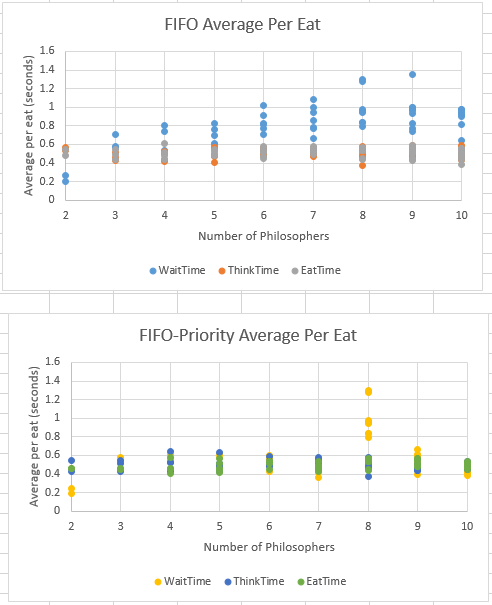 FIFO Average Per Eat
1.6
1.4
1.2
1
0.8
0.6
0.4
0.2
0
Average per eat (seconds)
2 3 4 5 6 7 8 9 10
Number of Philosophers
WaitTime ThinkTime EatTime
FIFO-Priority Average Per Eat
1.6
1.4
1.2
1
0.8
0.6
0.4
0.2
0
Average per eat (seconds)
2 3 4 5 6 7 8 9 10
Number of Philosophers
WaitTime ThinkTime EatTime